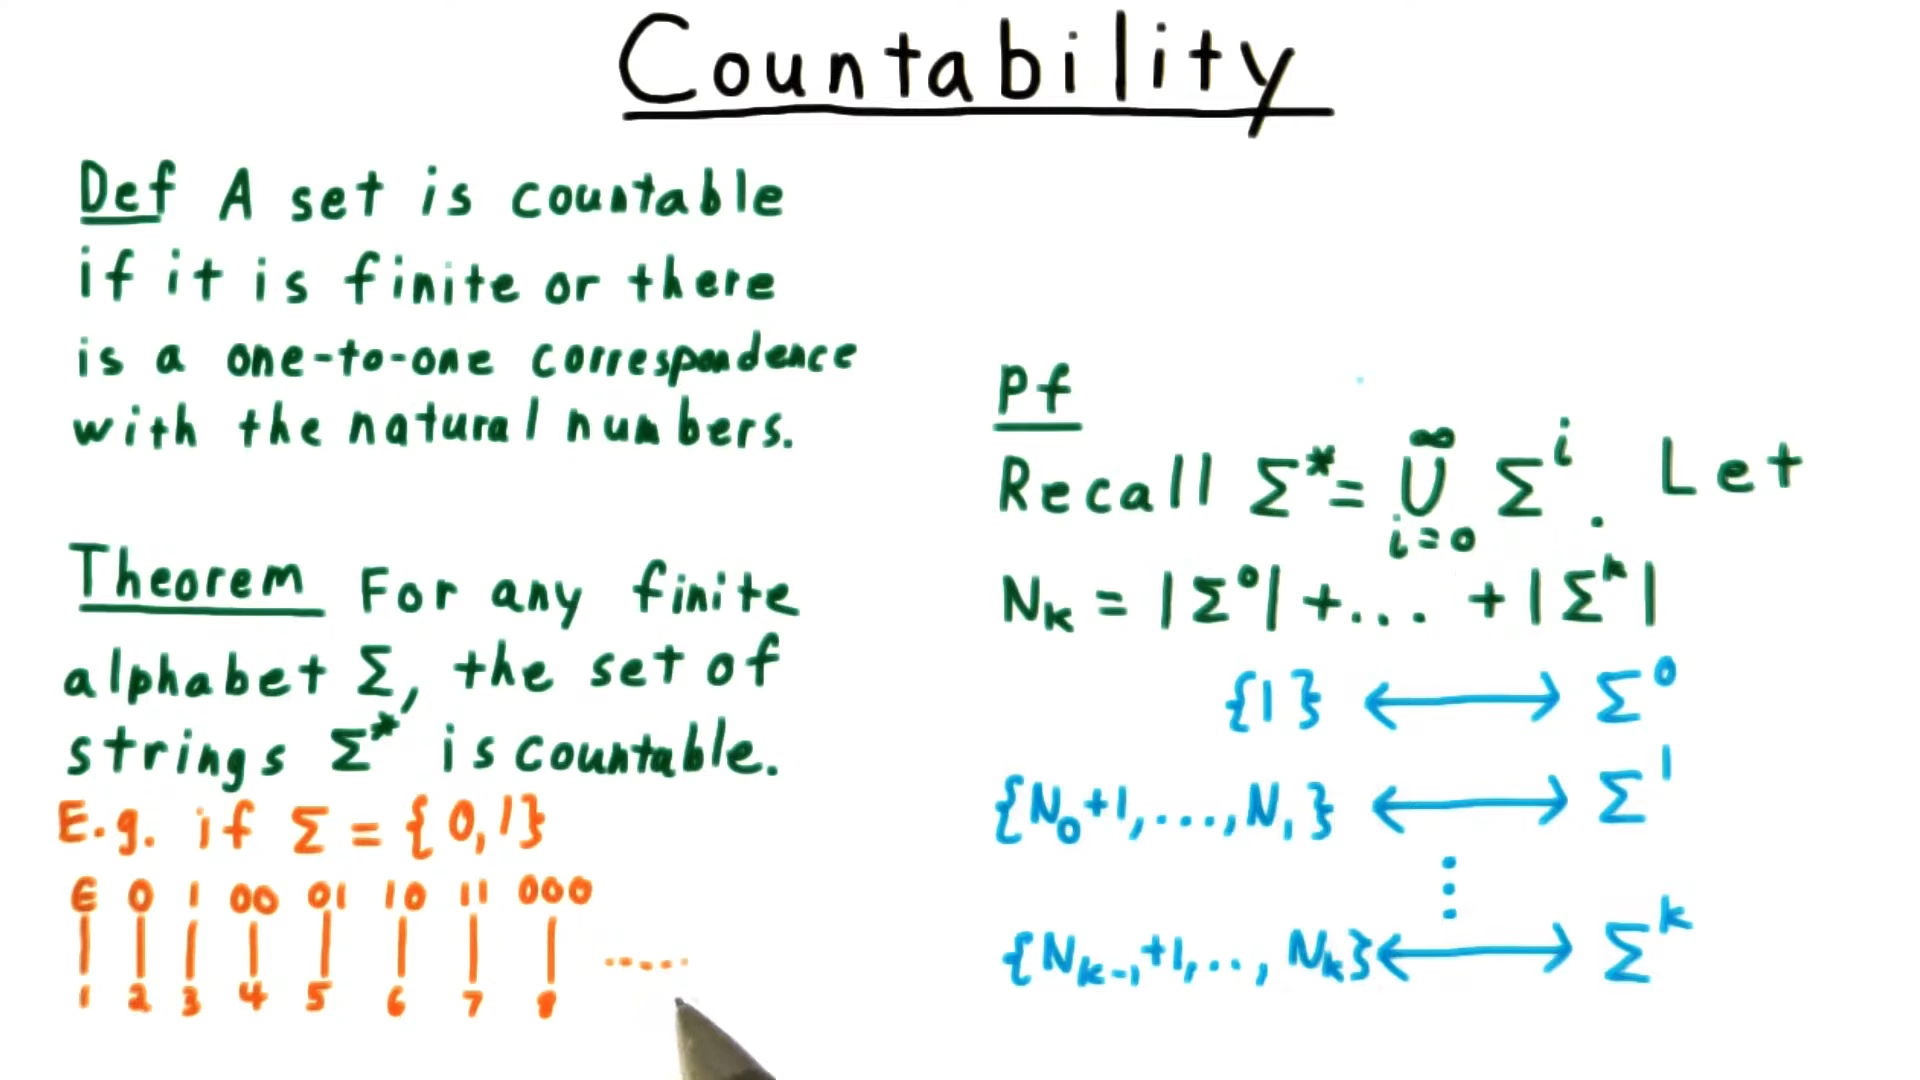 Countability
Def A set is countable
if it is finite or there
is a one-to-one correspondence
with the natural numbers.
Theorem For any finite
alphabet Σ, the set of
strings Σ* is countable.
E.g. if Σ = {0,1}
ε 0 1 00 01 10 11 000
......
1 2 3 4 5 6 7 8
Pf
Recall Σ* = ∞⋃i=0 Σ^i. Let
N_k = |Σ^0| + ... + |Σ^k|
{1} ⟷ Σ^0
{N_0+1,...,N_1} ⟷ Σ^1
⋮
{N_{k-1}+1,..,N_k} ⟷ Σ^k